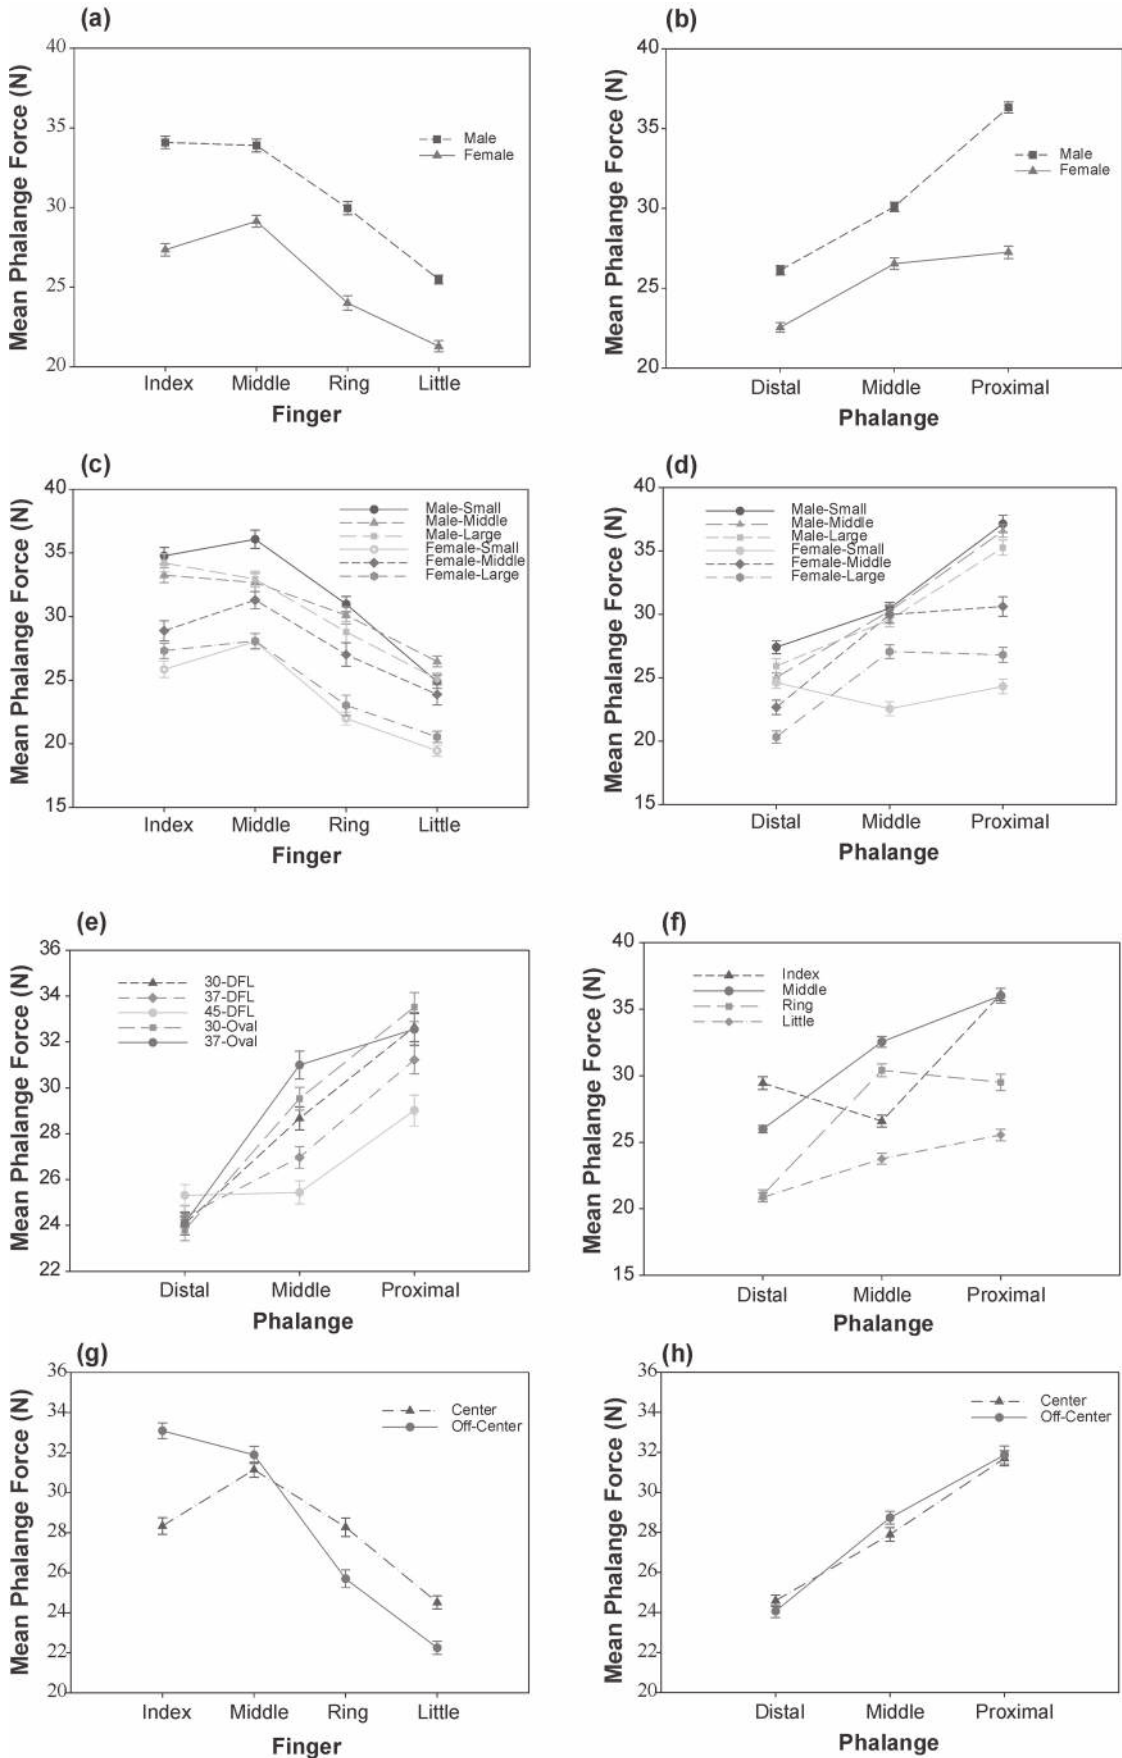 (a)
Mean Phalange Force (N)
40
35
30
25
20
Male
Female
Index Middle Ring Little
Finger
(b)
Mean Phalange Force (N)
40
35
30
25
20
Male
Female
Distal Middle Proximal
Phalange
(c)
Mean Phalange Force (N)
40
35
30
25
20
15
Male-Small
Male-Middle
Male-Large
Female-Small
Female-Middle
Female-Large
Index Middle Ring Little
Finger
(d)
Mean Phalange Force (N)
40
35
30
25
20
15
Male-Small
Male-Middle
Male-Large
Female-Small
Female-Middle
Female-Large
Distal Middle Proximal
Phalange
(e)
Mean Phalange Force (N)
36
34
32
30
28
26
24
22
30-DFL
37-DFL
45-DFL
30-Oval
37-Oval
Distal Middle Proximal
Phalange
(f)
Mean Phalange Force (N)
40
35
30
25
20
15
Index
Middle
Ring
Little
Distal Middle Proximal
Phalange
(g)
Mean Phalange Force (N)
36
34
32
30
28
26
24
22
20
Center
Off-Center
Index Middle Ring Little
Finger
(h)
Mean Phalange Force (N)
36
34
32
30
28
26
24
22
20
Center
Off-Center
Distal Middle Proximal
Phalange